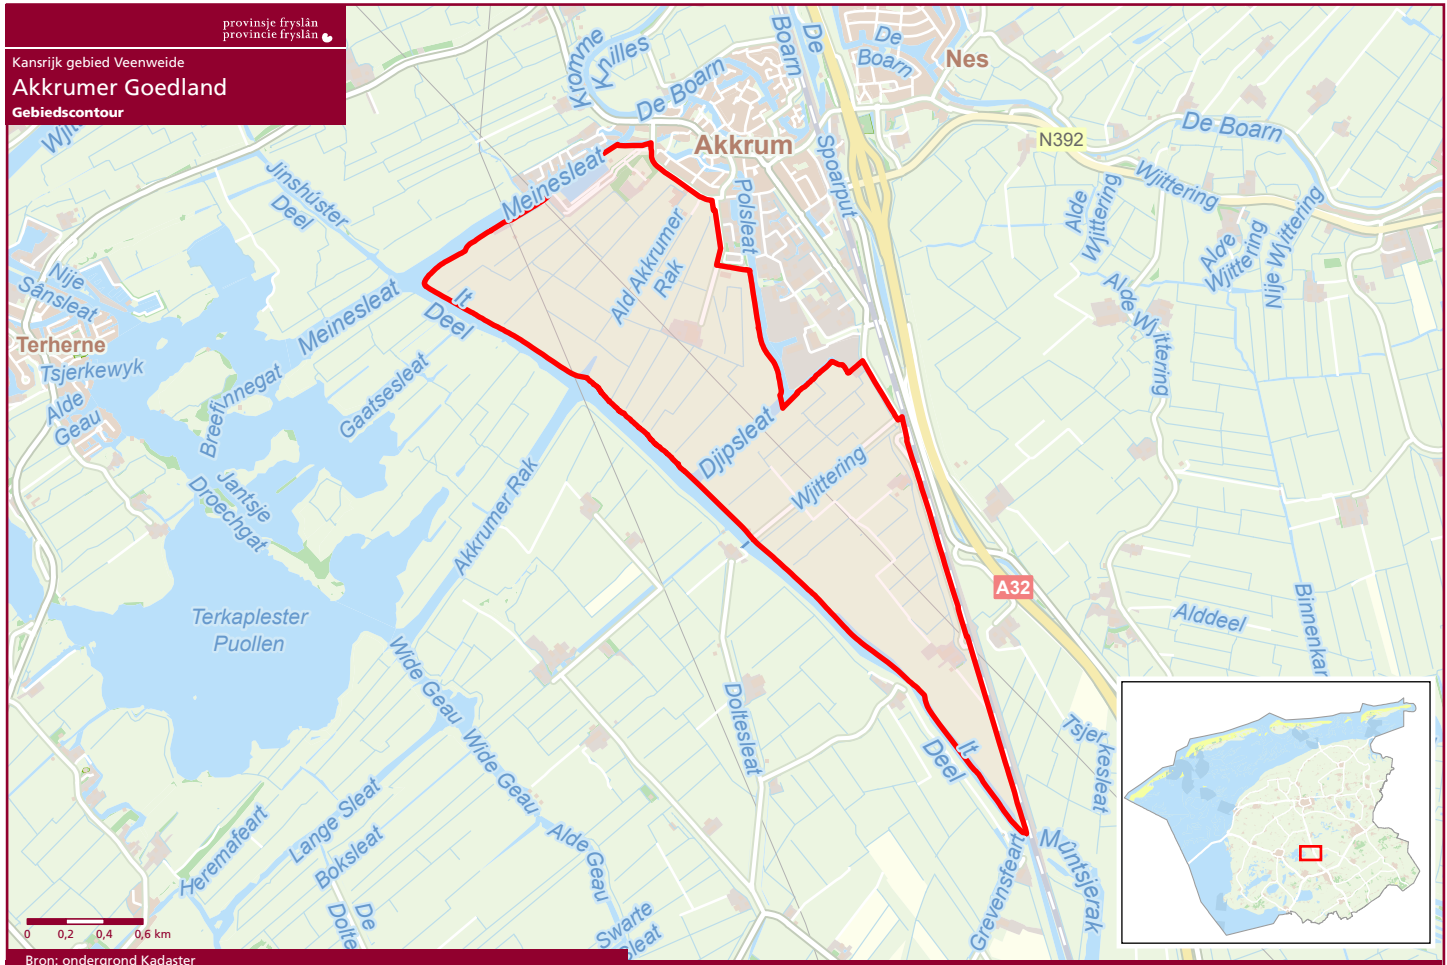 provinsje fryslân
provincie fryslân
Kansrijk gebied Veenweide
Akkrumer Goedland
Gebiedscontour
Kromme
Knilles
De Boarn
Boarn
De
De
Boarn
Nes
Akkrum
N392
De Boarn
Wjittering
Spoarput
Polsleat
Meinesleat
Jinshúster
Deel
Alde
Wjittering
Alde
Wjittering
Nije Wjittering
Alde Wjittering
Nije
Sânsleat
Terherne
Tsjerkewyk
Alde
Geau
Meinesleat
It
Deel
Ald Akkrumer
Rak
Breefinnegat
Gaatsesleat
Jantsje
Droechgat
Akkrumer Rak
Djipsleat
Wjittering
A32
Terkaplester
Puollen
Wide Geau
Wide Geau
Alddeel
Binnenkar
Doltesleat
It
Deel
Tsjerkesleat
Lange Sleat
Boksleat
Heremafeart
Alde Geau
De
Dolte
Swarte
Sleat
Grevensfeart
Mûntsjerak
0 0,2 0,4 0,6 km
Bron: ondergrond Kadaster